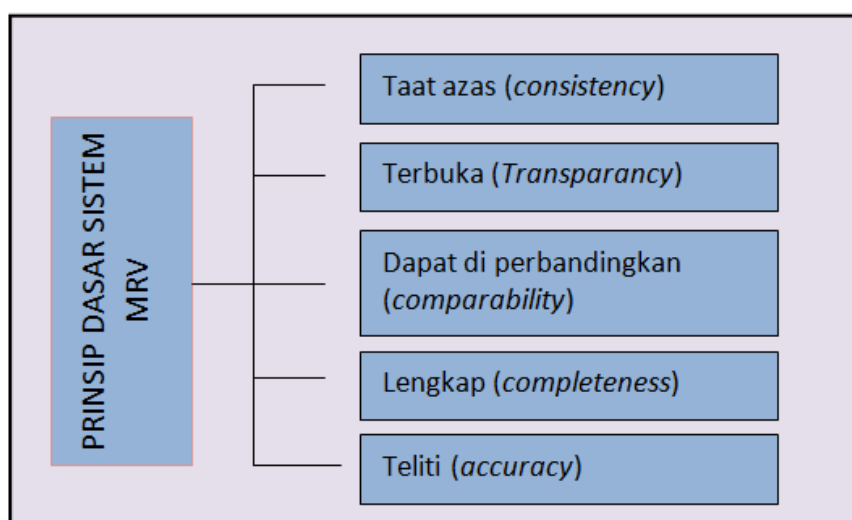 PRINSIP DASAR SISTEM
MRV
Taat azas (consistency)
Terbuka (Transparancy)
Dapat di perbandingkan
(comparability)
Lengkap (completeness)
Teliti (accuracy)